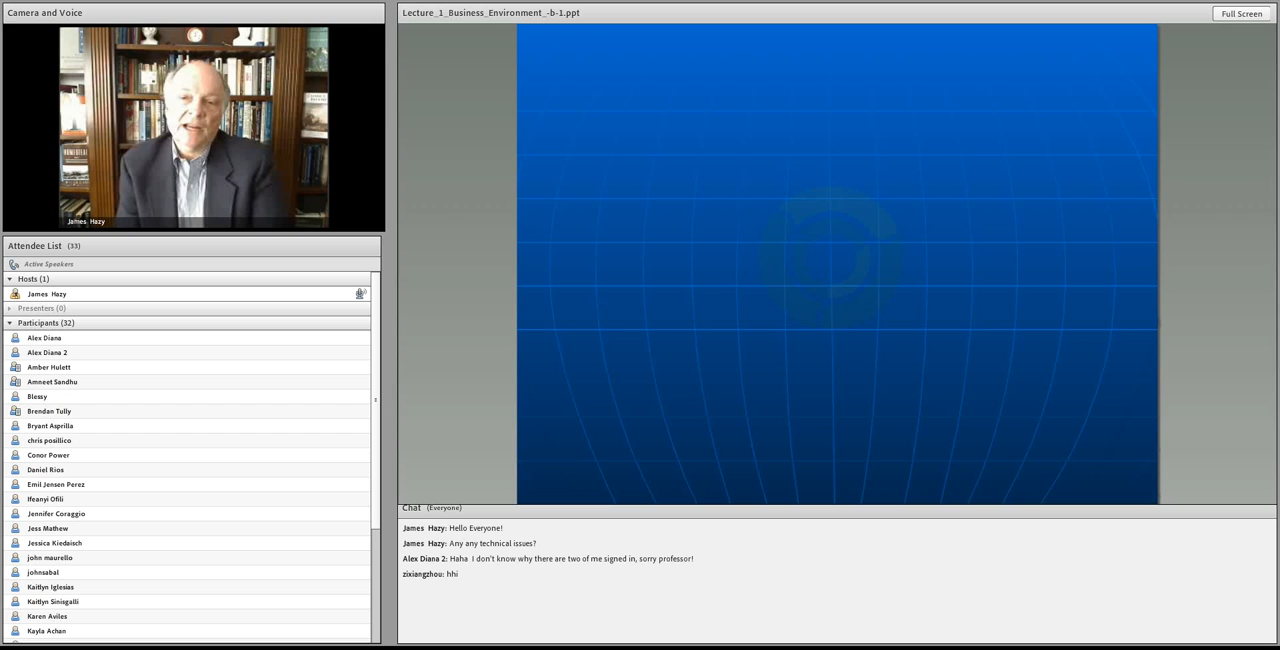 Camera and Voice
James Hazy
Attendee List (33)
Active Speakers
Hosts (1)
James Hazy
Presenters (0)
Participants (32)
Alex Diana
Alex Diana 2
Amber Hulett
Amneet Sandhu
Blessy
Brendan Tully
Bryant Asprilla
chris posillico
Conor Power
Daniel Rios
Emil Jensen Perez
Ifeanyi Ofili
Jennifer Coraggio
Jess Mathew
Jessica Kiedaisch
john maurello
johnsabal
Kaitlyn Iglesias
Kaitlyn Sinisgalli
Karen Aviles
Kayla Achan
Lecture_1_Business_Environment_-b-1.ppt
Full Screen
Chat (Everyone)
James Hazy: Hello Everyone!
James Hazy: Any any technical issues?
Alex Diana 2: Haha I don't know why there are two of me signed in, sorry professor!
zixiangzhou: hhi